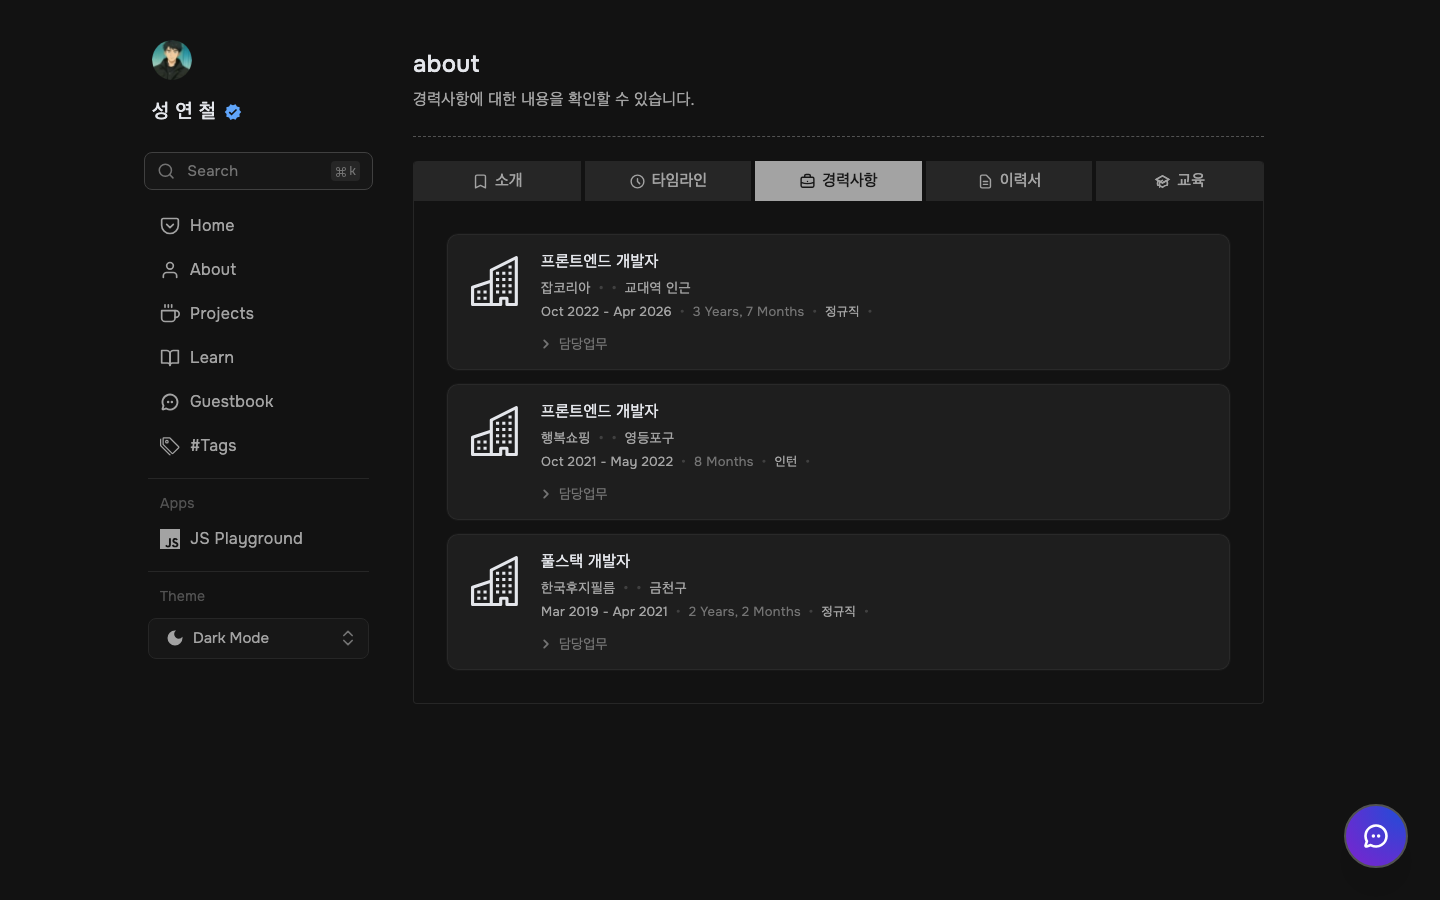 성 연 철
Search ⌘ k
Home
About
Projects
Learn
Guestbook
#Tags
Apps
JS JS Playground
Theme
Dark Mode
about
경력사항에 대한 내용을 확인할 수 있습니다.
소개 타임라인 경력사항 이력서 교육
프론트엔드 개발자
잡코리아 • • 교대역 인근
Oct 2022 - Apr 2026 • 3 Years, 7 Months • 정규직 •
담당업무
프론트엔드 개발자
행복쇼핑 • • 영등포구
Oct 2021 - May 2022 • 8 Months • 인턴 •
담당업무
풀스택 개발자
한국후지필름 • • 금천구
Mar 2019 - Apr 2021 • 2 Years, 2 Months • 정규직 •
담당업무